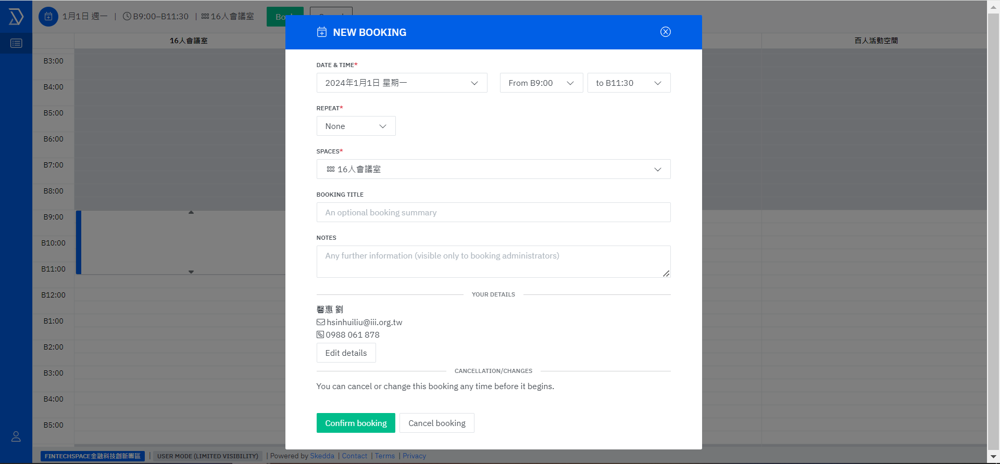 1月1日 週一 | B9:00–B11:30 | 16人會議室
16人會議室
百人活動空間
B3:00
B4:00
B5:00
B6:00
B7:00
B8:00
B9:00
B10:00
B11:00
B12:00
B1:00
B2:00
B3:00
B4:00
B5:00
NEW BOOKING
DATE & TIME*
2024年1月1日 星期一
From B9:00
to B11:30
REPEAT*
None
SPACES*
16人會議室
BOOKING TITLE
An optional booking summary
NOTES
Any further information (visible only to booking administrators)
YOUR DETAILS
馨惠 劉
hsinhuiliu@iii.org.tw
0988 061 878
Edit details
CANCELLATION/CHANGES
You can cancel or change this booking any time before it begins.
Confirm booking
Cancel booking
FINTECHSPACE金融科技創新園區 | USER MODE (LIMITED VISIBILITY) | Powered by Skedda | Contact | Terms | Privacy